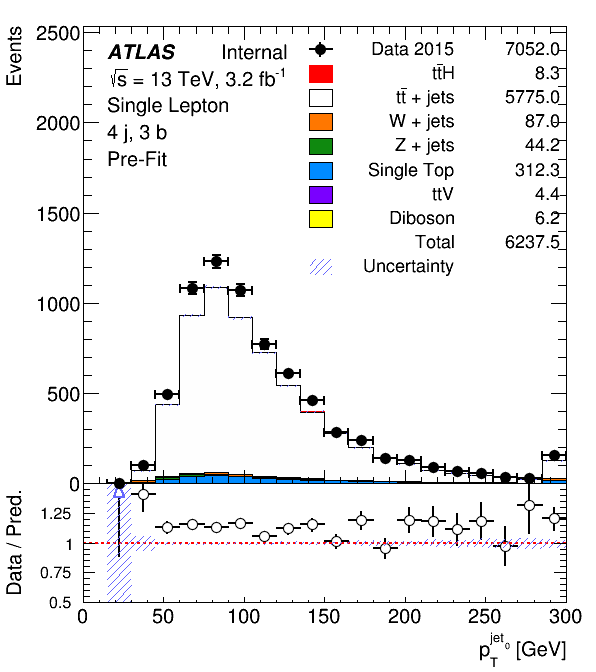 Events
2500
2000
1500
1000
500
0
ATLAS Internal
√s = 13 TeV, 3.2 fb⁻¹
Single Lepton
4 j, 3 b
Pre-Fit
Data 2015 7052.0
tt̄H 8.3
tt̄ + jets 5775.0
W + jets 87.0
Z + jets 44.2
Single Top 312.3
ttV 4.4
Diboson 6.2
Total 6237.5
Uncertainty
Data / Pred.
1.25
1
0.75
0.5
0 50 100 150 200 250 300
p_T^jet₀ [GeV]